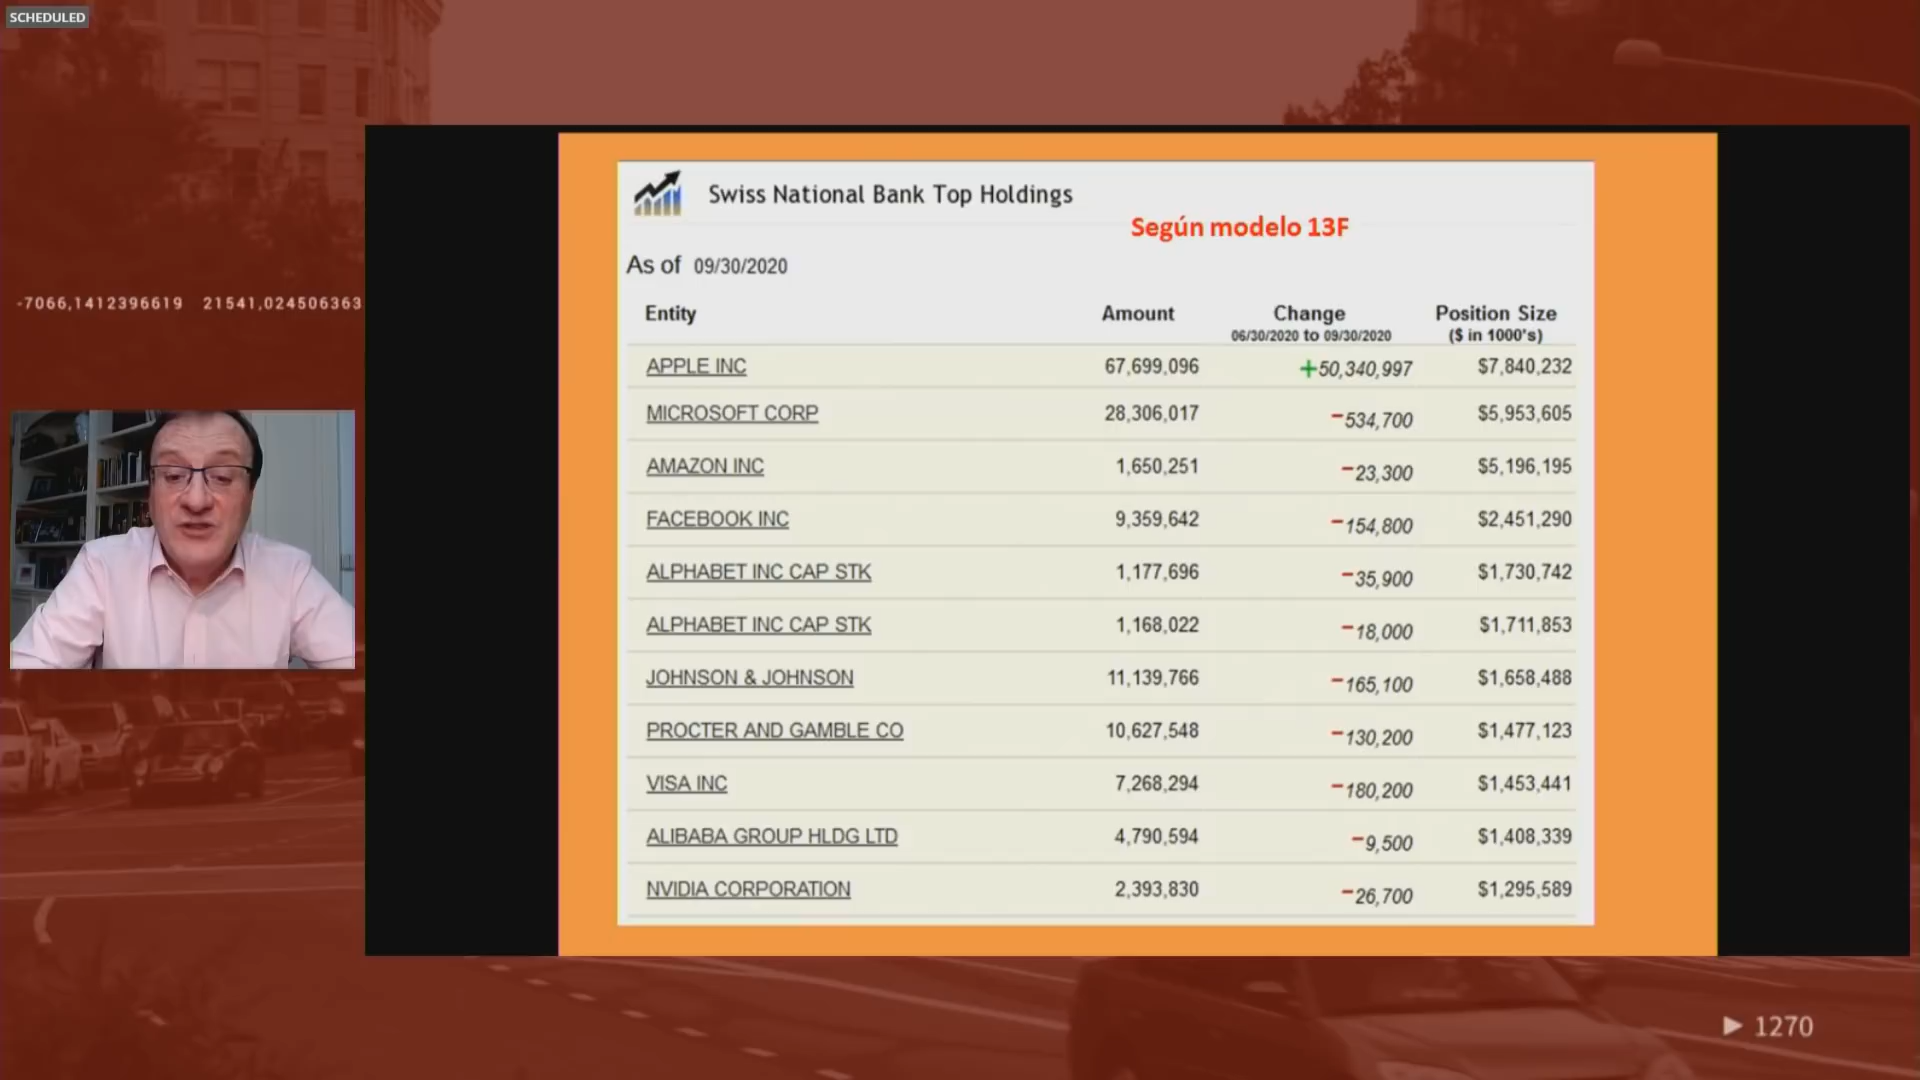 SCHEDULED
Swiss National Bank Top Holdings
Según modelo 13F
As of 09/30/2020
Entity Amount Change Position Size
06/30/2020 to 09/30/2020 ($ in 1000's)
APPLE INC 67,699,096 +50,340,997 $7,840,232
MICROSOFT CORP 28,306,017 -534,700 $5,953,605
AMAZON INC 1,650,251 -23,300 $5,196,195
FACEBOOK INC 9,359,642 -154,800 $2,451,290
ALPHABET INC CAP STK 1,177,696 -35,900 $1,730,742
ALPHABET INC CAP STK 1,168,022 -18,000 $1,711,853
JOHNSON & JOHNSON 11,139,766 -165,100 $1,658,488
PROCTER AND GAMBLE CO 10,627,548 -130,200 $1,477,123
VISA INC 7,268,294 -180,200 $1,453,441
ALIBABA GROUP HLDG LTD 4,790,594 -9,500 $1,408,339
NVIDIA CORPORATION 2,393,830 -26,700 $1,295,589
-7066,1412396619 21541,024506363
1270